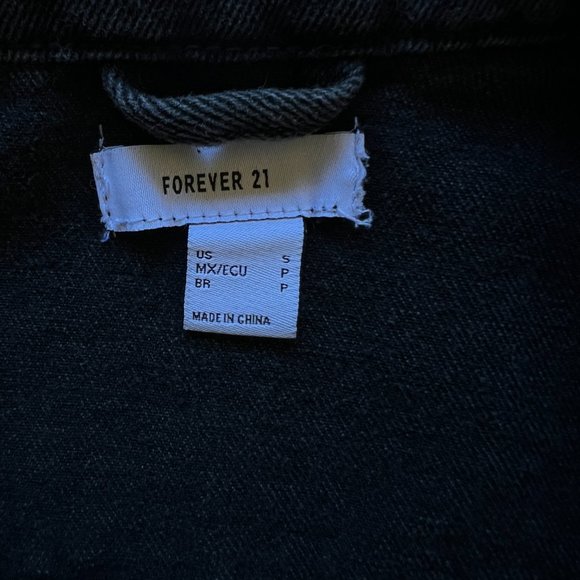 FOREVER 21
US S
MX/ECU P
BR P
MADE IN CHINA